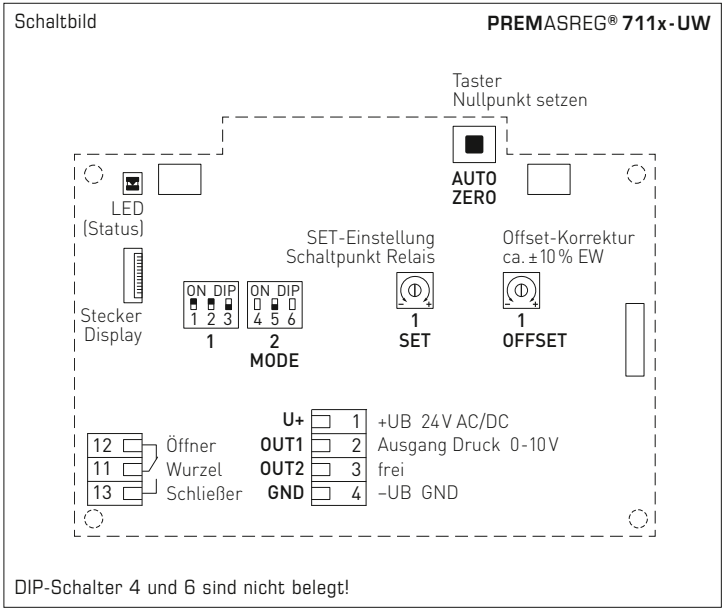 Schaltbild
PREMASREG® 711x-UW
Taster
Nullpunkt setzen
AUTO
ZERO
LED
(Status)
SET-Einstellung
Schaltpunkt Relais
Offset-Korrektur
ca. ±10 % EW
Stecker
Display
ON DIP
1 2 3
1
ON DIP
4 5 6
2
MODE
- +
1
SET
- +
1
OFFSET
12 Öffner
11 Wurzel
13 Schließer
U+ 1 +UB 24V AC/DC
OUT1 2 Ausgang Druck 0-10V
OUT2 3 frei
GND 4 –UB GND
DIP-Schalter 4 und 6 sind nicht belegt!